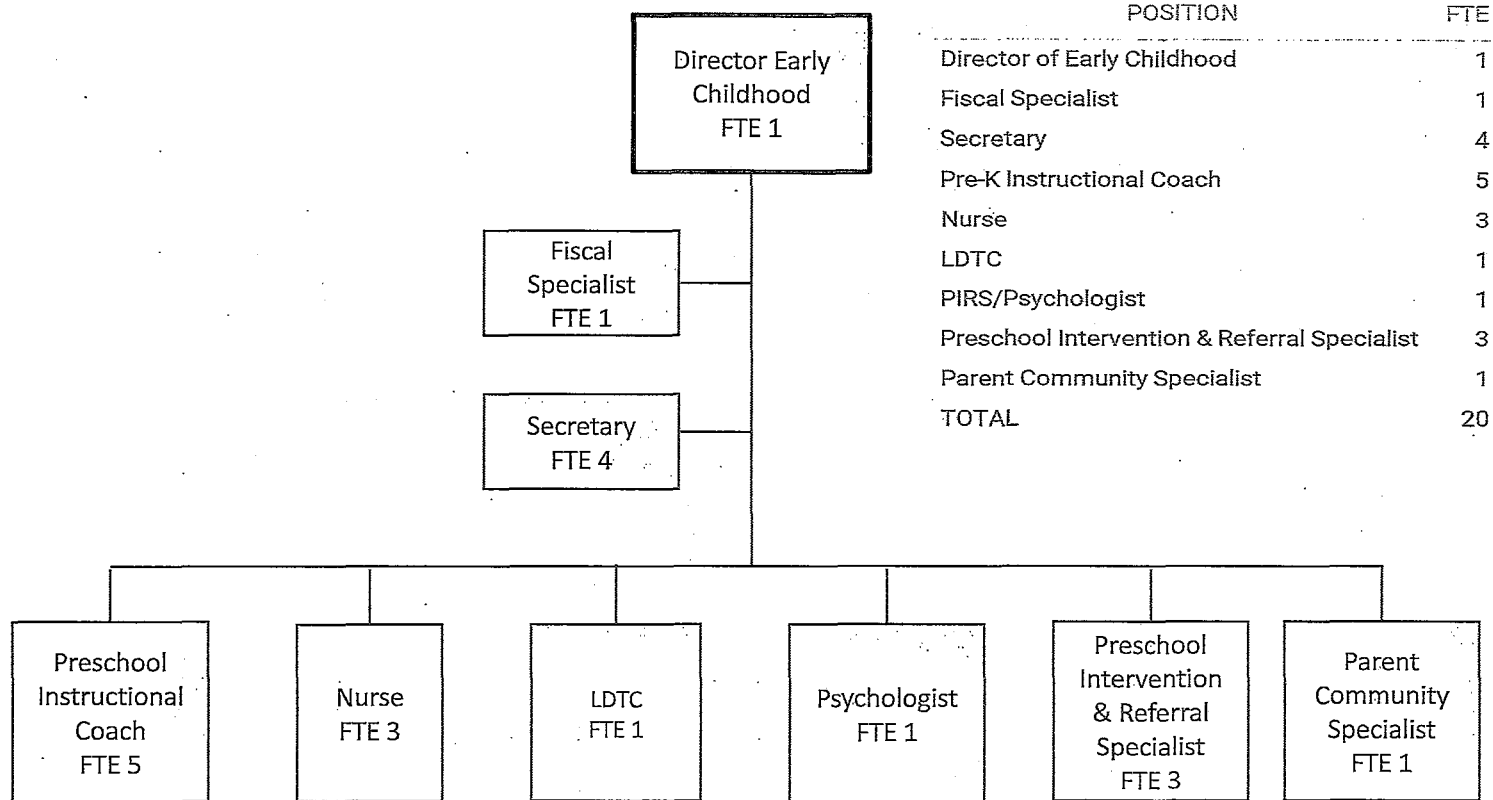 Director Early
Childhood
FTE 1
POSITION FTE
Director of Early Childhood 1
Fiscal Specialist 1
Secretary 4
Pre-K Instructional Coach 5
Nurse 3
LDTC 1
PIRS/Psychologist 1
Preschool Intervention & Referral Specialist 3
Parent Community Specialist 1
TOTAL 20
Fiscal
Specialist
FTE 1
Secretary
FTE 4
Preschool
Instructional
Coach
FTE 5
Nurse
FTE 3
LDTC
FTE 1
Psychologist
FTE 1
Preschool
Intervention
& Referral
Specialist
FTE 3
Parent
Community
Specialist
FTE 1